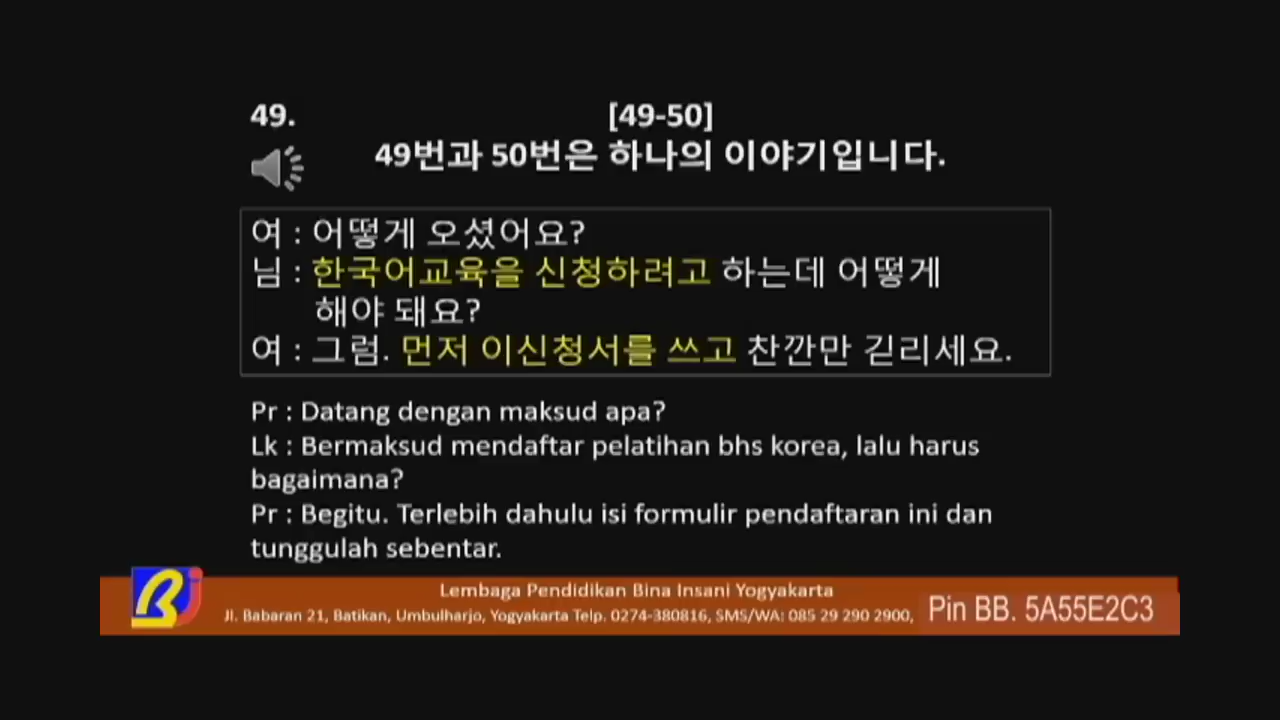 49.
[49-50]
49번과 50번은 하나의 이야기입니다.
여 : 어떻게 오셨어요?
님 : 한국어교육을 신청하려고 하는데 어떻게
해야 돼요?
여 : 그럼. 먼저 이신청서를 쓰고 찬깐만 긷리세요.
Pr : Datang dengan maksud apa?
Lk : Bermaksud mendaftar pelatihan bhs korea, lalu harus
bagaimana?
Pr : Begitu. Terlebih dahulu isi formulir pendaftaran ini dan
tunggulah sebentar.
Lembaga Pendidikan Bina Insani Yogyakarta
Jl. Babaran 21, Batikan, Umbulharjo, Yogyakarta Telp. 0274-380816, SMS/WA: 085 29 290 2900, Pin BB. 5A55E2C3